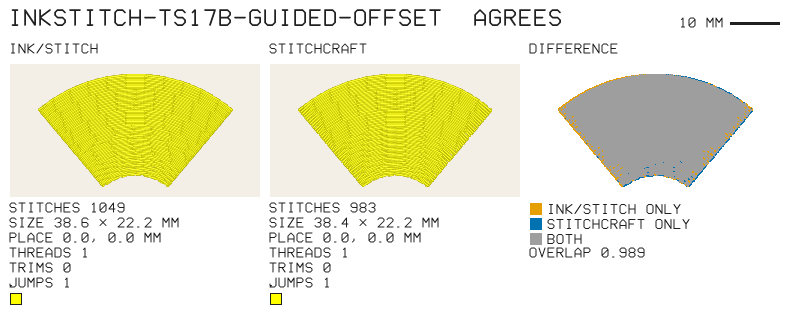 INKSTITCH-TS17B-GUIDED-OFFSET AGREES
10 MM
INK/STITCH
STITCHCRAFT
DIFFERENCE
STITCHES 1049
SIZE 38.6 × 22.2 MM
PLACE 0.0, 0.0 MM
THREADS 1
TRIMS 0
JUMPS 1
STITCHES 983
SIZE 38.4 × 22.2 MM
PLACE 0.0, 0.0 MM
THREADS 1
TRIMS 0
JUMPS 1
INK/STITCH ONLY
STITCHCRAFT ONLY
BOTH
OVERLAP 0.989